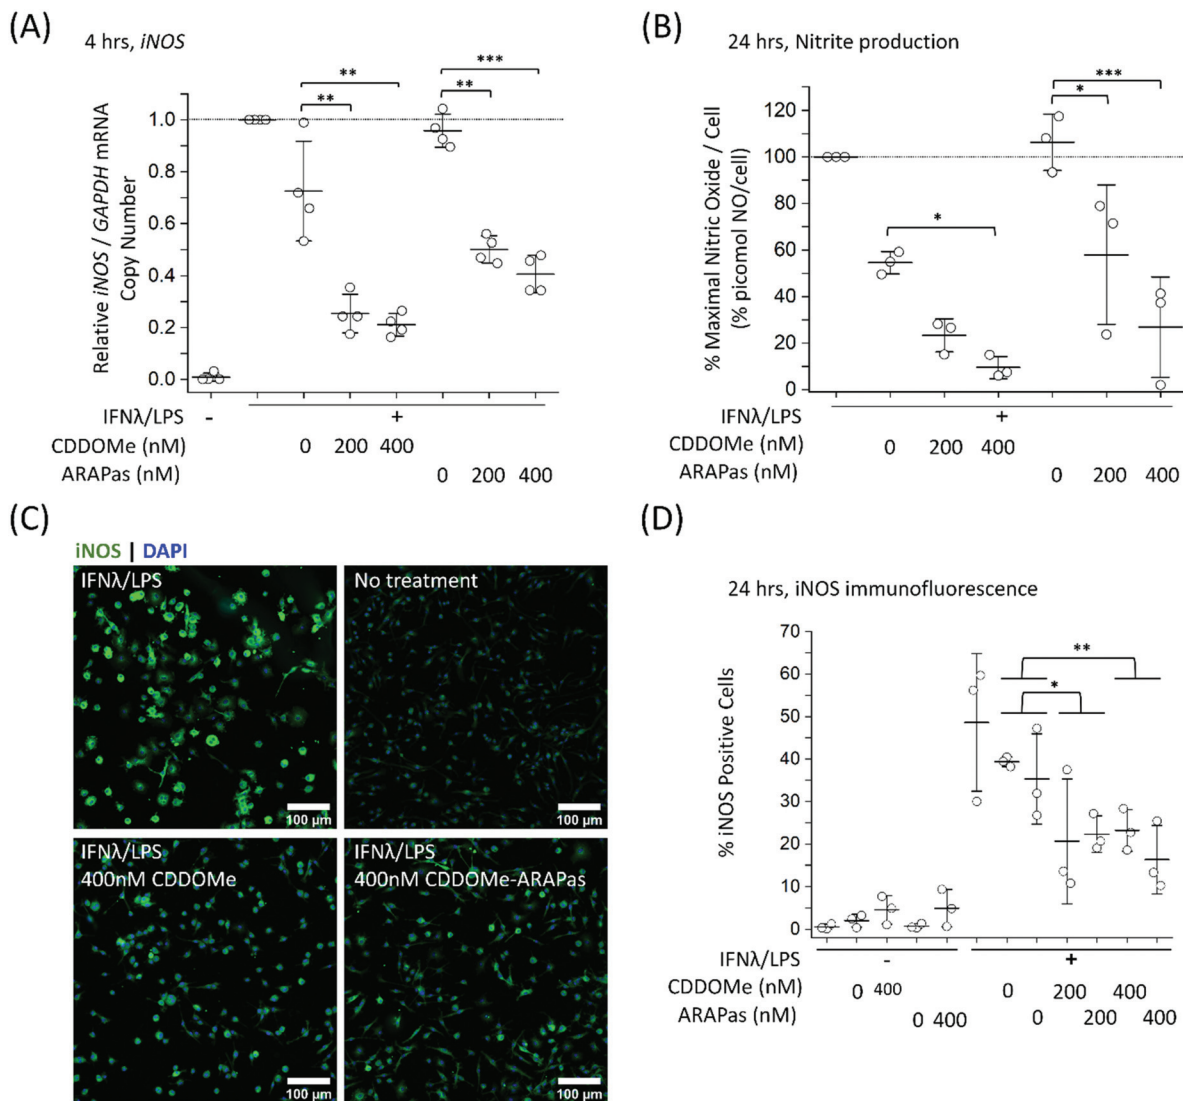 (A)
4 hrs, iNOS
** 
**
***
**
Relative iNOS / GAPDH mRNA
Copy Number
1.0
0.8
0.6
0.4
0.2
0.0
IFNλ/LPS - +
CDDOMe (nM) 0 200 400
ARAPas (nM) 0 200 400
(B)
24 hrs, Nitrite production
***
*
*
% Maximal Nitric Oxide / Cell
(% picomol NO/cell)
120
100
80
60
40
20
0
IFNλ/LPS +
CDDOMe (nM) 0 200 400
ARAPas (nM) 0 200 400
(C)
iNOS | DAPI
IFNλ/LPS
100 µm
No treatment
100 µm
IFNλ/LPS
400nM CDDOMe
100 µm
IFNλ/LPS
400nM CDDOMe-ARAPas
100 µm
(D)
24 hrs, iNOS immunofluorescence
**
*
% iNOS Positive Cells
70
60
50
40
30
20
10
0
IFNλ/LPS - +
CDDOMe (nM) 0 400 0 200 400
ARAPas (nM) 0 400 0 200 400